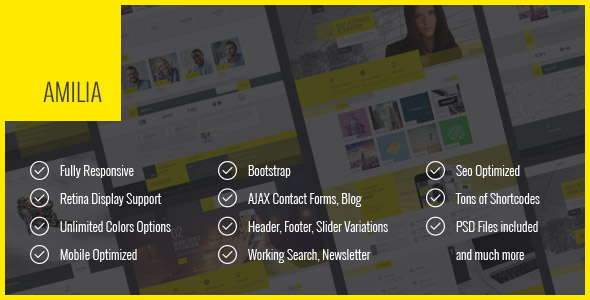 AMILIA
Fully Responsive
Retina Display Support
Unlimited Colors Options
Mobile Optimized
Bootstrap
AJAX Contact Forms, Blog
Header, Footer, Slider Variations
Working Search, Newsletter
Seo Optimized
Tons of Shortcodes
PSD Files included
and much more